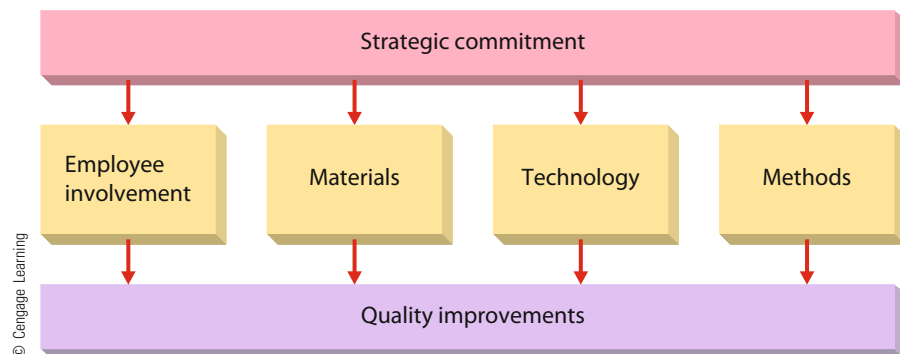 Strategic commitment
Employee
involvement
Materials
Technology
Methods
Quality improvements
© Cengage Learning